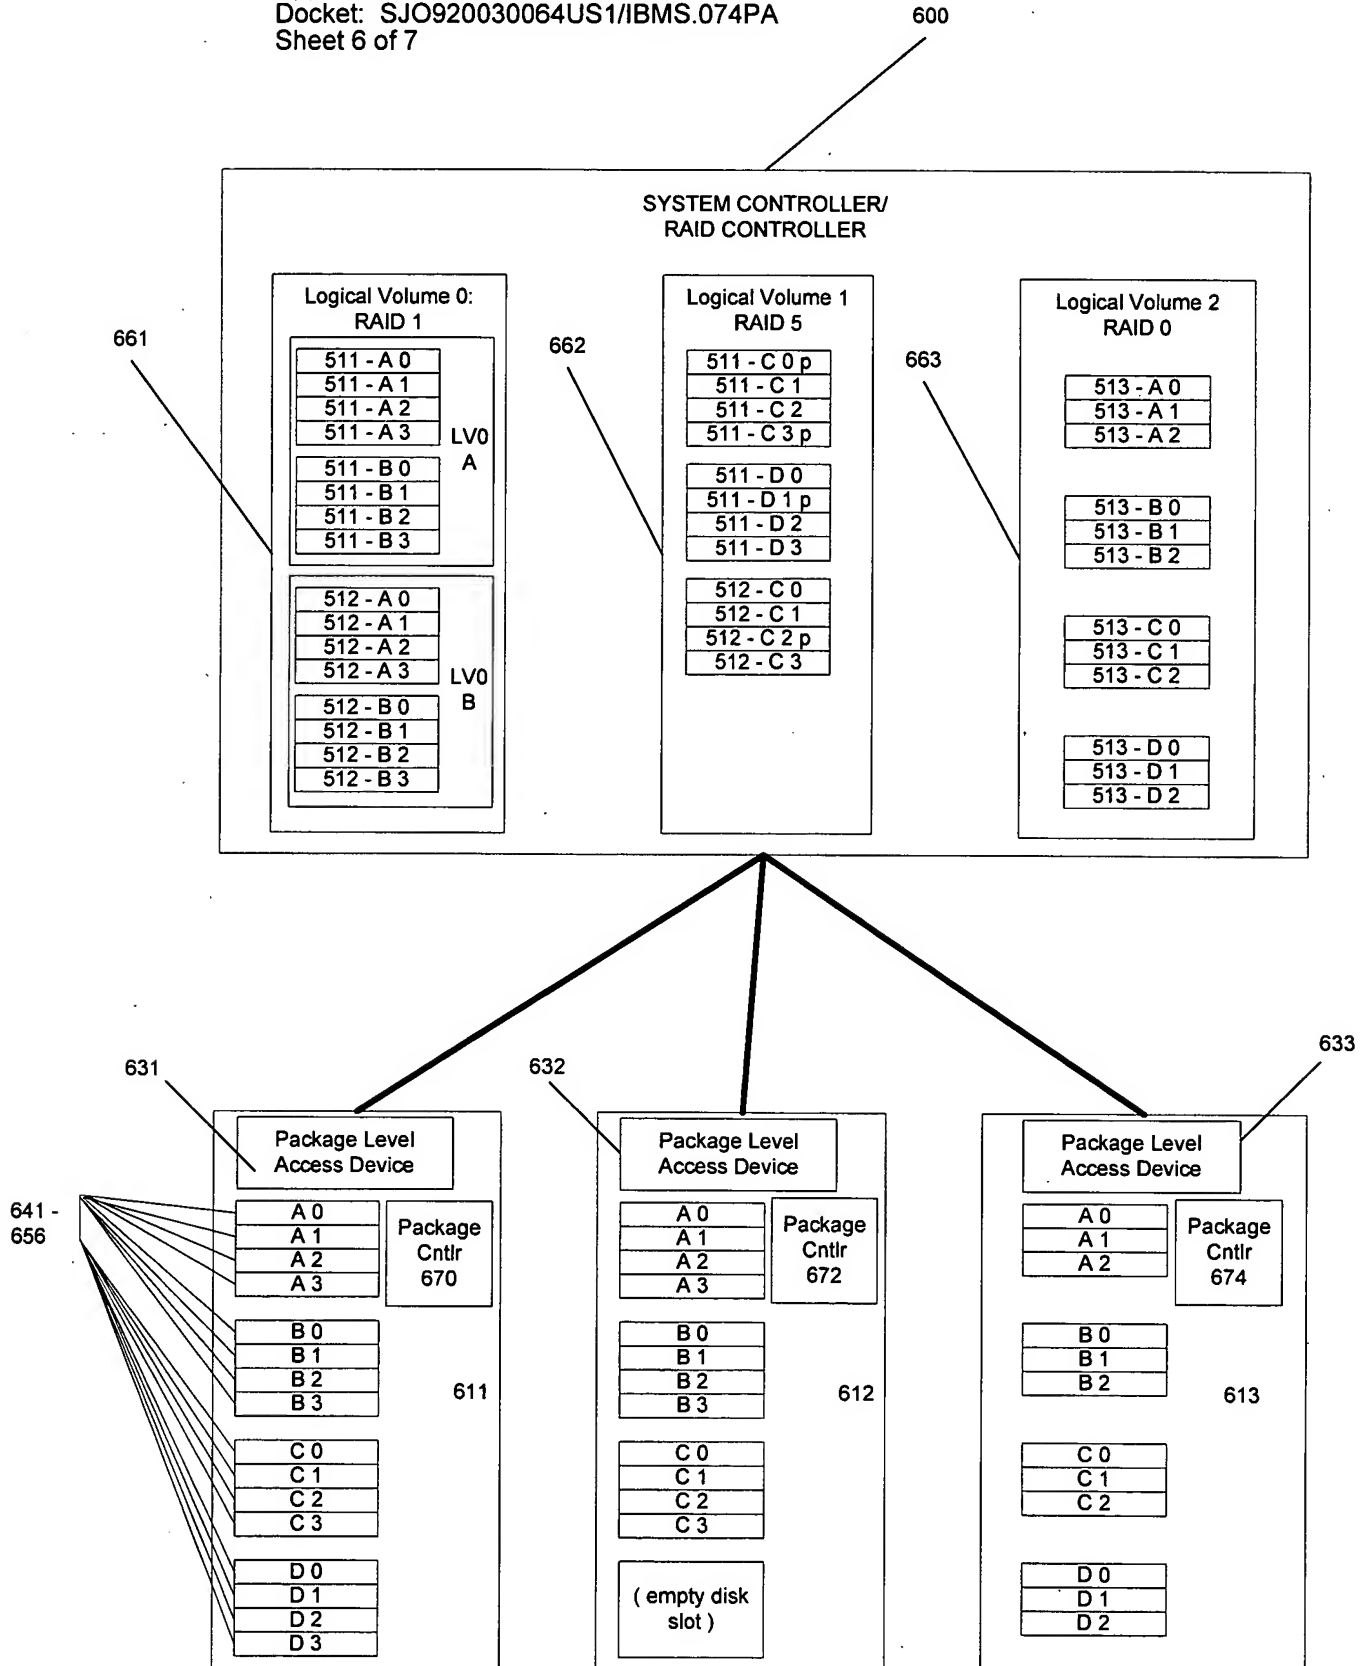 Docket: SJO920030064US1/IBMS.074PA
Sheet 6 of 7
600
SYSTEM CONTROLLER/
RAID CONTROLLER
661
Logical Volume 0:
RAID 1
511 - A 0
511 - A 1
511 - A 2
511 - A 3
LV0
A
511 - B 0
511 - B 1
511 - B 2
511 - B 3
512 - A 0
512 - A 1
512 - A 2
512 - A 3
LV0
B
512 - B 0
512 - B 1
512 - B 2
512 - B 3
662
Logical Volume 1
RAID 5
511 - C 0 p
511 - C 1
511 - C 2
511 - C 3 p
511 - D 0
511 - D 1 p
511 - D 2
511 - D 3
512 - C 0
512 - C 1
512 - C 2 p
512 - C 3
663
Logical Volume 2
RAID 0
513 - A 0
513 - A 1
513 - A 2
513 - B 0
513 - B 1
513 - B 2
513 - C 0
513 - C 1
513 - C 2
513 - D 0
513 - D 1
513 - D 2
631
Package Level
Access Device
641 -
656
A 0
A 1
A 2
A 3
Package
Cntlr
670
B 0
B 1
B 2
B 3
611
C 0
C 1
C 2
C 3
D 0
D 1
D 2
D 3
632
Package Level
Access Device
A 0
A 1
A 2
A 3
Package
Cntlr
672
B 0
B 1
B 2
B 3
612
C 0
C 1
C 2
C 3
( empty disk
slot )
633
Package Level
Access Device
A 0
A 1
A 2
Package
Cntlr
674
B 0
B 1
B 2
613
C 0
C 1
C 2
D 0
D 1
D 2